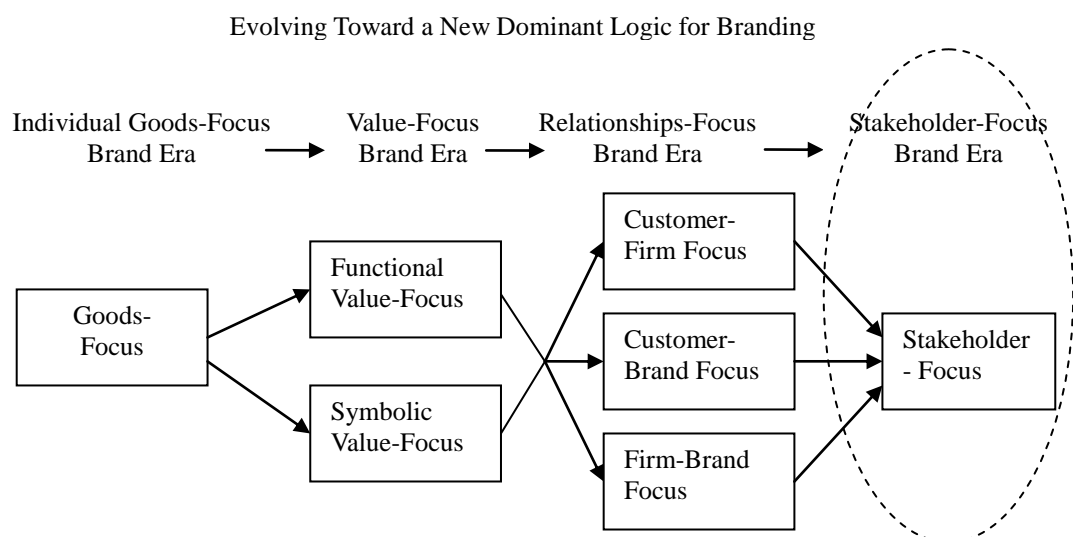 Evolving Toward a New Dominant Logic for Branding
Individual Goods-Focus
Brand Era
Value-Focus
Brand Era
Relationships-Focus
Brand Era
Stakeholder-Focus
Brand Era
Goods-
Focus
Functional
Value-Focus
Symbolic
Value-Focus
Customer-
Firm Focus
Customer-
Brand Focus
Firm-Brand
Focus
Stakeholder
- Focus